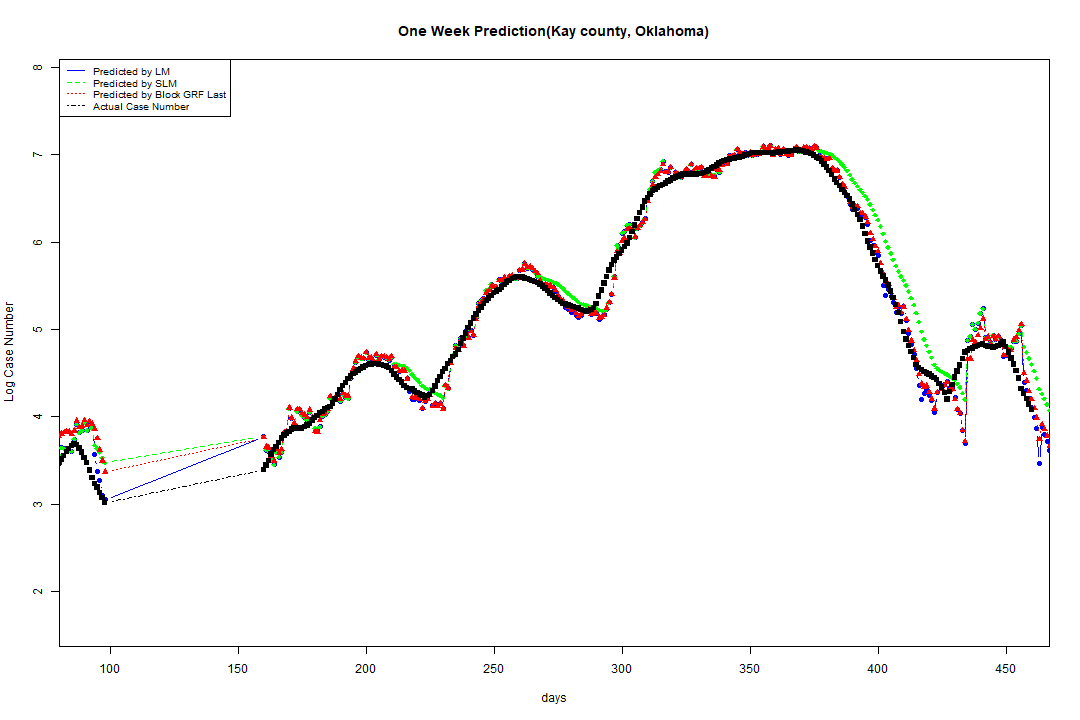 One Week Prediction(Kay county, Oklahoma)
Predicted by LM
Predicted by SLM
Predicted by Block GRF Last
Actual Case Number
8
7
6
5
4
3
2
Log Case Number
100 150 200 250 300 350 400 450
days